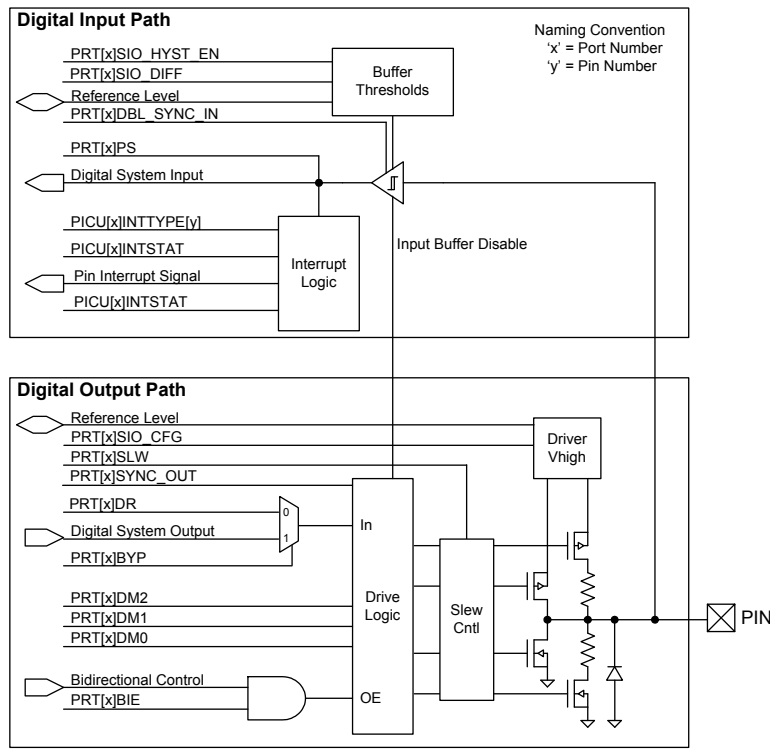 Digital Input Path
Naming Convention
'x' = Port Number
'y' = Pin Number
PRT[x]SIO_HYST_EN
PRT[x]SIO_DIFF
Reference Level
PRT[x]DBL_SYNC_IN
Buffer
Thresholds
PRT[x]PS
Digital System Input
PICU[x]INTTYPE[y]
PICU[x]INTSTAT
Pin Interrupt Signal
PICU[x]INTSTAT
Interrupt
Logic
Input Buffer Disable
Digital Output Path
Reference Level
PRT[x]SIO_CFG
PRT[x]SLW
PRT[x]SYNC_OUT
Driver
Vhigh
PRT[x]DR
Digital System Output
PRT[x]BYP
0
1
In
PRT[x]DM2
PRT[x]DM1
PRT[x]DM0
Drive
Logic
Slew
Cntl
PIN
Bidirectional Control
PRT[x]BIE
OE